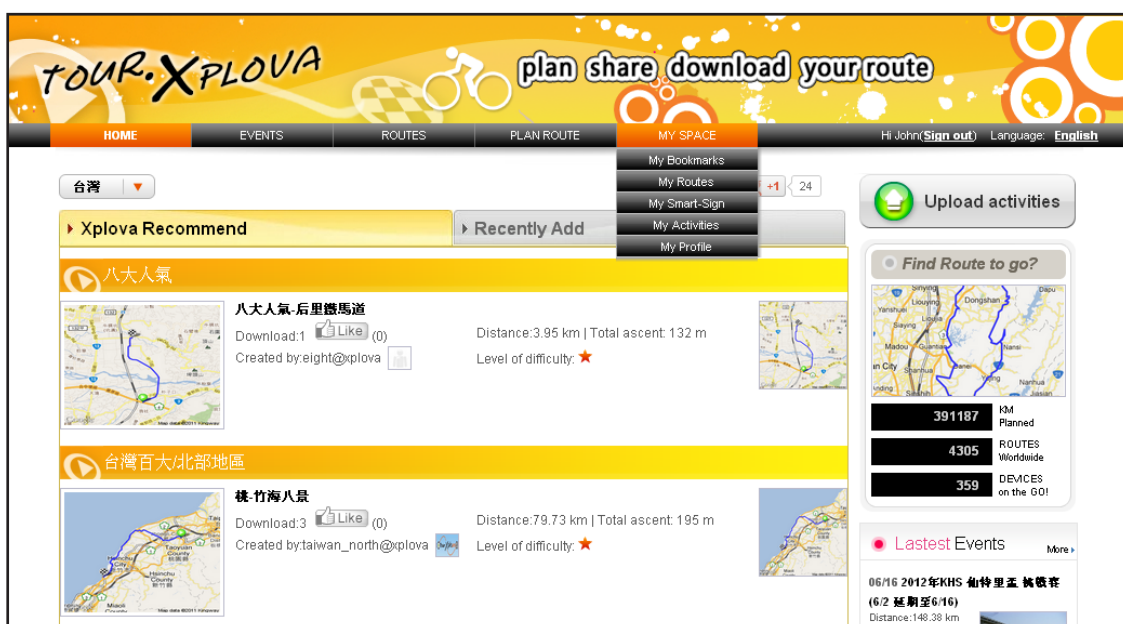 TOUR.XPLOVA
plan share download your route
HOME EVENTS ROUTES PLAN ROUTE MY SPACE Hi John(Sign out) Language: English
My Bookmarks
My Routes
My Smart-Sign
My Activities
My Profile
台灣
+1 24
Upload activities
Xplova Recommend
Recently Add
Find Route to go?
八大人氣
八大人氣-后里鐵馬道
Download:1 Like (0)
Created by:eight@xplova
Distance:3.95 km | Total ascent: 132 m
Level of difficulty:
391187 KM Planned
4305 ROUTES Worldwide
359 DEVICES on the GO!
台灣百大/北部地區
桃-竹海八景
Download:3 Like (0)
Created by:taiwan_north@xplova
Distance:79.73 km | Total ascent: 195 m
Level of difficulty:
Lastest Events
More
06/16 2012年KHS 仙特里盃 挑戰賽
(6/2 延期至6/16)
Distance:148.38 km